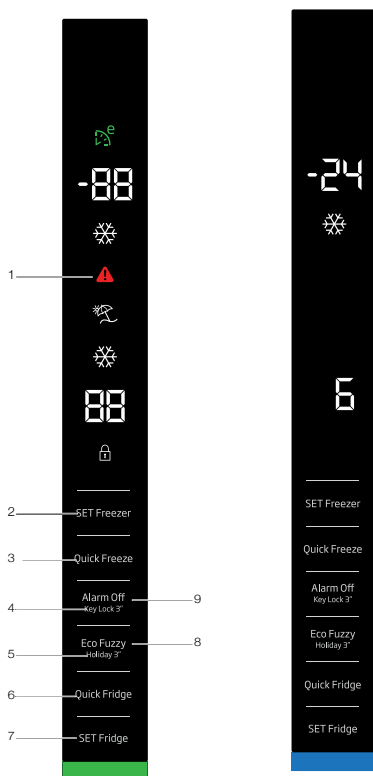 e
-88
1
88
2
SET Freezer
3
Quick Freeze
Alarm Off
9
4
Key Lock 3"
Eco Fuzzy
8
5
Holiday 3"
6
Quick Fridge
7
SET Fridge
-24
6
SET Freezer
Quick Freeze
Alarm Off
Key Lock 3"
Eco Fuzzy
Holiday 3"
Quick Fridge
SET Fridge